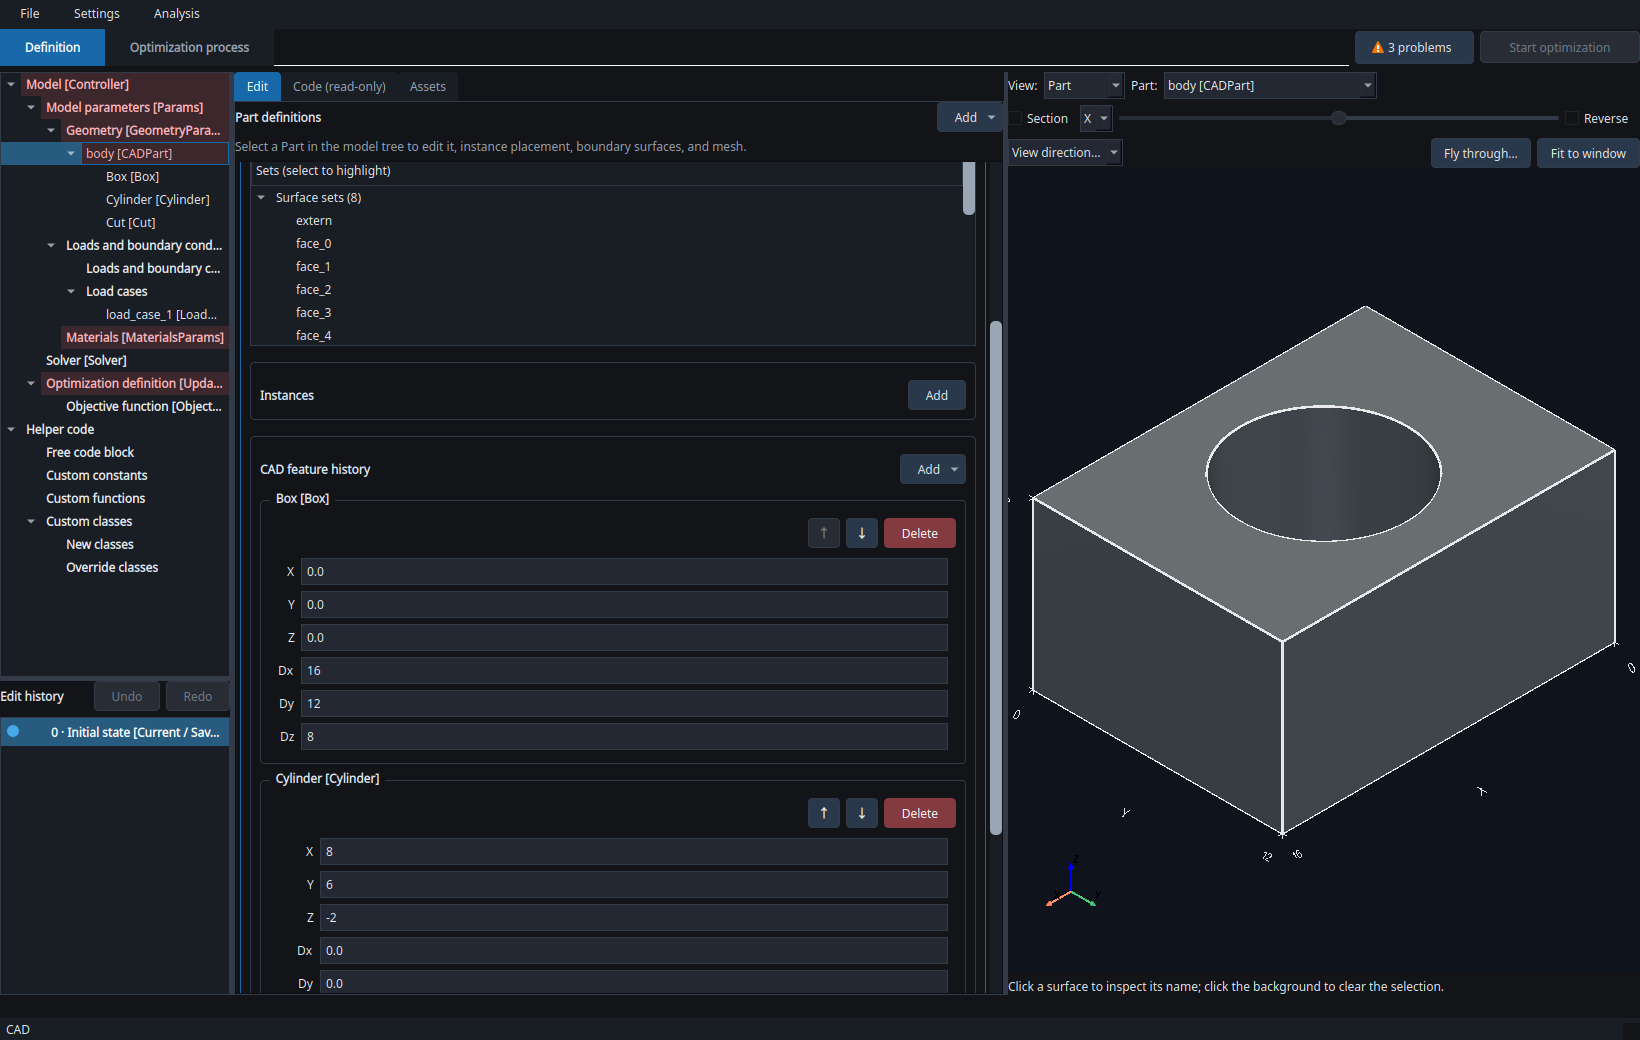 File Settings Analysis
Definition Optimization process 3 problems Start optimization
Model [Controller]
Model parameters [Params]
Geometry [GeometryPara...
body [CADPart]
Box [Box]
Cylinder [Cylinder]
Cut [Cut]
Loads and boundary cond...
Loads and boundary c...
Load cases
load_case_1 [Load...
Materials [MaterialsParams]
Solver [Solver]
Optimization definition [Upda...
Objective function [Object...
Helper code
Free code block
Custom constants
Custom functions
Custom classes
New classes
Override classes
Edit history Undo Redo
0 · Initial state [Current / Sav...
Edit Code (read-only) Assets
Part definitions Add
Select a Part in the model tree to edit it, instance placement, boundary surfaces, and mesh.
Sets (select to highlight)
Surface sets (8)
extern
face_0
face_1
face_2
face_3
face_4
Instances Add
CAD feature history Add
Box [Box]
↑ ↓ Delete
X 0.0
Y 0.0
Z 0.0
Dx 16
Dy 12
Dz 8
Cylinder [Cylinder]
↑ ↓ Delete
X 8
Y 6
Z -2
Dx 0.0
Dy 0.0
View: Part Part: body [CADPart]
Section X Reverse
View direction... Fly through... Fit to window
0
0
Y
X
12 16
Z
Y
Click a surface to inspect its name; click the background to clear the selection.
CAD